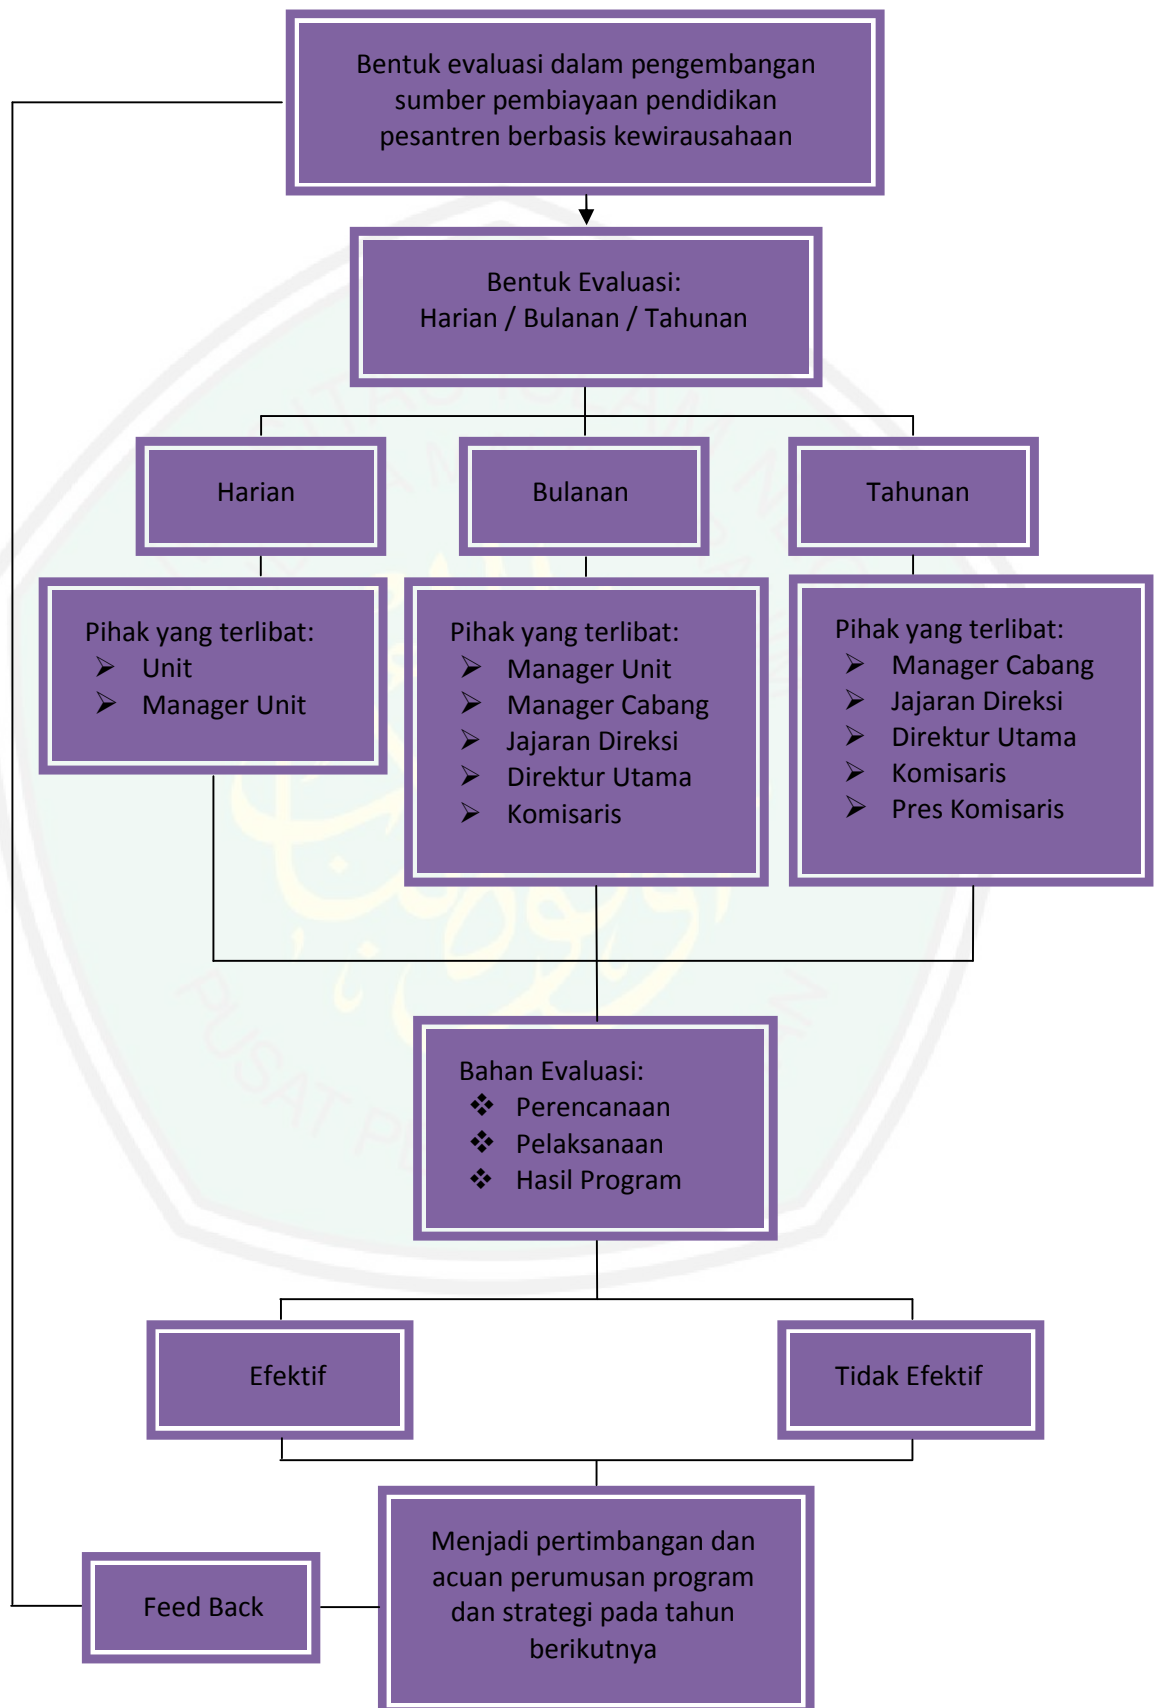 Bentuk evaluasi dalam pengembangan
sumber pembiayaan pendidikan
pesantren berbasis kewirausahaan
Bentuk Evaluasi:
Harian / Bulanan / Tahunan
Harian
Bulanan
Tahunan
Pihak yang terlibat:
➢ Unit
➢ Manager Unit
Pihak yang terlibat:
➢ Manager Unit
➢ Manager Cabang
➢ Jajaran Direksi
➢ Direktur Utama
➢ Komisaris
Pihak yang terlibat:
➢ Manager Cabang
➢ Jajaran Direksi
➢ Direktur Utama
➢ Komisaris
➢ Pres Komisaris
Bahan Evaluasi:
❖ Perencanaan
❖ Pelaksanaan
❖ Hasil Program
Efektif
Tidak Efektif
Menjadi pertimbangan dan
acuan perumusan program
dan strategi pada tahun
berikutnya
Feed Back
PUSAT